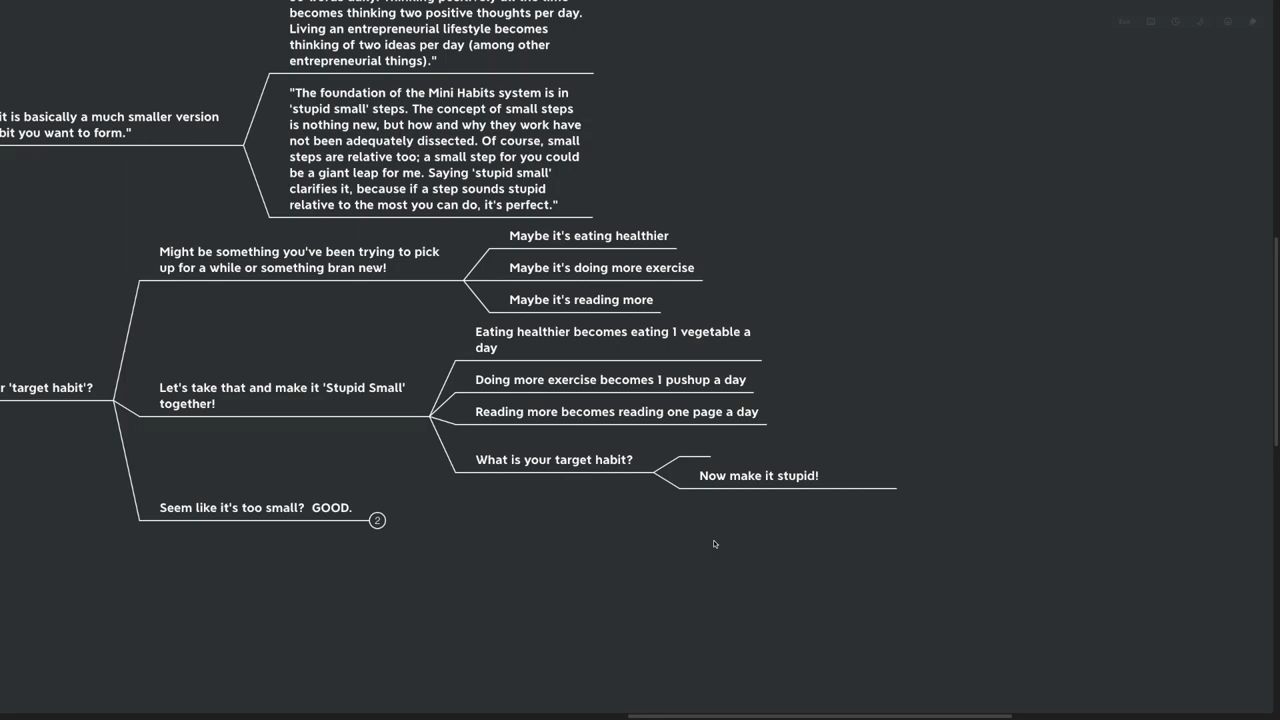 becomes thinking two positive thoughts per day.
Living an entrepreneurial lifestyle becomes
thinking of two ideas per day (among other
entrepreneurial things)."
it is basically a much smaller version
bit you want to form."
"The foundation of the Mini Habits system is in
'stupid small' steps. The concept of small steps
is nothing new, but how and why they work have
not been adequately dissected. Of course, small
steps are relative too; a small step for you could
be a giant leap for me. Saying 'stupid small'
clarifies it, because if a step sounds stupid
relative to the most you can do, it's perfect."
Might be something you've been trying to pick
up for a while or something bran new!
Maybe it's eating healthier
Maybe it's doing more exercise
Maybe it's reading more
r 'target habit'?
Let's take that and make it 'Stupid Small'
together!
Eating healthier becomes eating 1 vegetable a
day
Doing more exercise becomes 1 pushup a day
Reading more becomes reading one page a day
What is your target habit?
Now make it stupid!
Seem like it's too small?  GOOD.
2